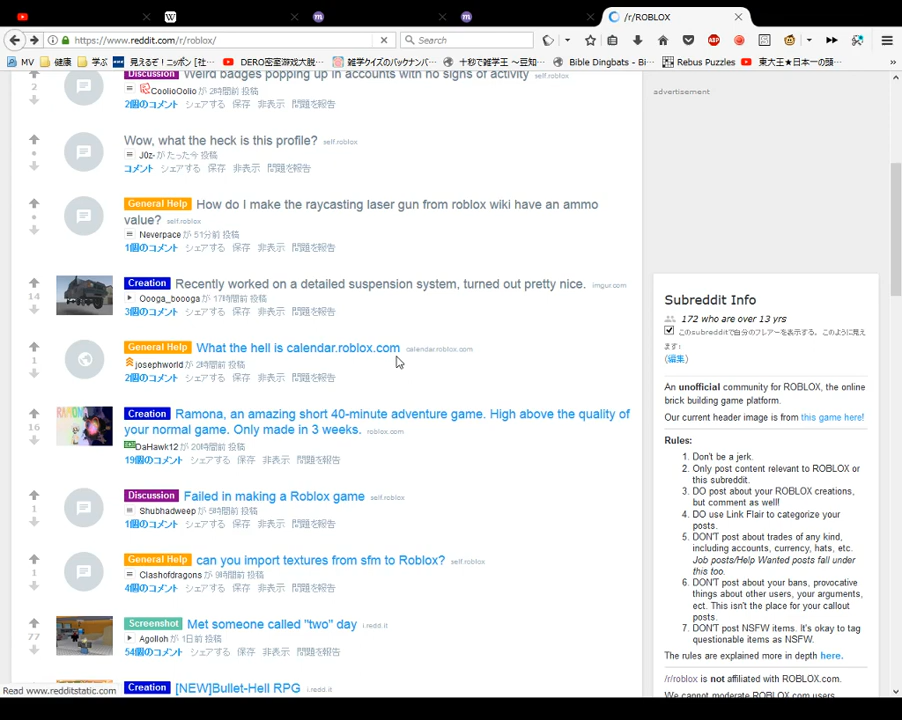 /r/ROBLOX
https://www.reddit.com/r/roblox/
Search
MV 健康 学ぶ 見えるぞ!ニッポン [社… DERO密室游戏大脱… 雑学クイズのバックナンバ… 十秒で雑学王 ～豆知… Bible Dingbats - Bi… Rebus Puzzles 東大王★日本一の頭…
Discussion Weird badges popping up in accounts with no signs of activity self.roblox
2
CoolioOolio が 2時間前 投稿
2個のコメント シェアする 保存 非表示 問題を報告
Wow, what the heck is this profile? self.roblox
J0z- が たった今 投稿
コメント シェアする 保存 非表示 問題を報告
General Help How do I make the raycasting laser gun from roblox wiki have an ammo
value? self.roblox
Neverpace が 51分前 投稿
1個のコメント シェアする 保存 非表示 問題を報告
Creation Recently worked on a detailed suspension system, turned out pretty nice. imgur.com
14
Oooga_boooga が 17時間前 投稿
3個のコメント シェアする 保存 非表示 問題を報告
General Help What the hell is calendar.roblox.com calendar.roblox.com
1
josephworld が 2時間前 投稿
2個のコメント シェアする 保存 非表示 問題を報告
Creation Ramona, an amazing short 40-minute adventure game. High above the quality of
16
your normal game. Only made in 3 weeks. roblox.com
DaHawk12 が 20時間前 投稿
19個のコメント シェアする 保存 非表示 問題を報告
Discussion Failed in making a Roblox game self.roblox
1
Shubhadweep が 5時間前 投稿
1個のコメント シェアする 保存 非表示 問題を報告
General Help can you import textures from sfm to Roblox? self.roblox
1
Clashofdragons が 9時間前 投稿
4個のコメント シェアする 保存 非表示 問題を報告
Screenshot Met someone called "two" day i.redd.it
77
Agolloh が 1日前 投稿
54個のコメント シェアする 保存 非表示 問題を報告
Creation [NEW]Bullet-Hell RPG i.redd.it
Read www.redditstatic.com
advertisement
Subreddit Info
172 who are over 13 yrs
このsubredditで自分のフレアーを表示する。このように見え
ます:
(編集)
An unofficial community for ROBLOX, the online
brick building game platform.
Our current header image is from this game here!
Rules:
1. Don't be a jerk.
2. Only post content relevant to ROBLOX or
this subreddit.
3. DO post about your ROBLOX creations,
but comment as well!
4. DO use Link Flair to categorize your
posts.
5. DON'T post about trades of any kind,
including accounts, currency, hats, etc.
Job posts/Help Wanted posts fall under
this too.
6. DON'T post about your bans, provocative
things about other users, your arguments,
ect. This isn't the place for your callout
posts.
7. DON'T post NSFW items. It's okay to tag
questionable items as NSFW.
The rules are explained more in depth here.
/r/roblox is not affiliated with ROBLOX.com.
We cannot moderate ROBLOX.com users